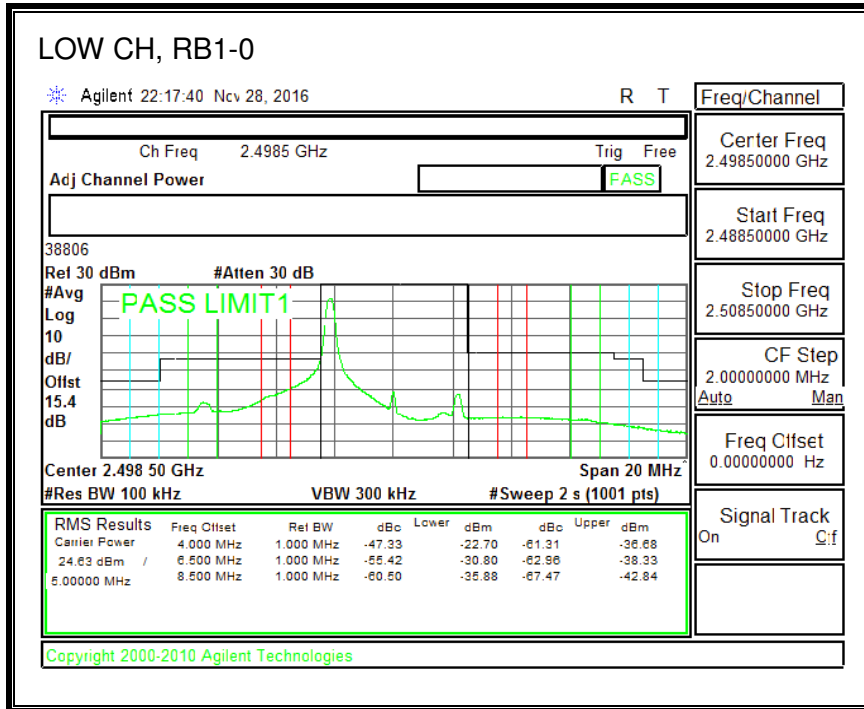 LOW CH, RB1-0
Agilent 22:17:40 Nov 28, 2016 R T
Ch Freq 2.4985 GHz Trig Free
Adj Channel Power PASS
38806
Ref 30 dBm #Atten 30 dB
#Avg
Log
10
dB/
Offst
15.4
dB
PASS LIMIT1
Center 2.498 50 GHz Span 20 MHz
#Res BW 100 kHz VBW 300 kHz #Sweep 2 s (1001 pts)
RMS Results Freq Offset Ref BW dBc Lower dBm dBc Upper dBm
Carrier Power 4.000 MHz 1.000 MHz -47.33 -22.70 -61.31 -36.68
24.63 dBm / 6.500 MHz 1.000 MHz -55.42 -30.80 -62.96 -38.33
5.00000 MHz 8.500 MHz 1.000 MHz -60.50 -35.88 -67.47 -42.84
Copyright 2000-2010 Agilent Technologies
Freq/Channel
Center Freq
2.49850000 GHz
Start Freq
2.48850000 GHz
Stop Freq
2.50850000 GHz
CF Step
2.00000000 MHz
Auto Man
Freq Offset
0.00000000 Hz
Signal Track
On Off